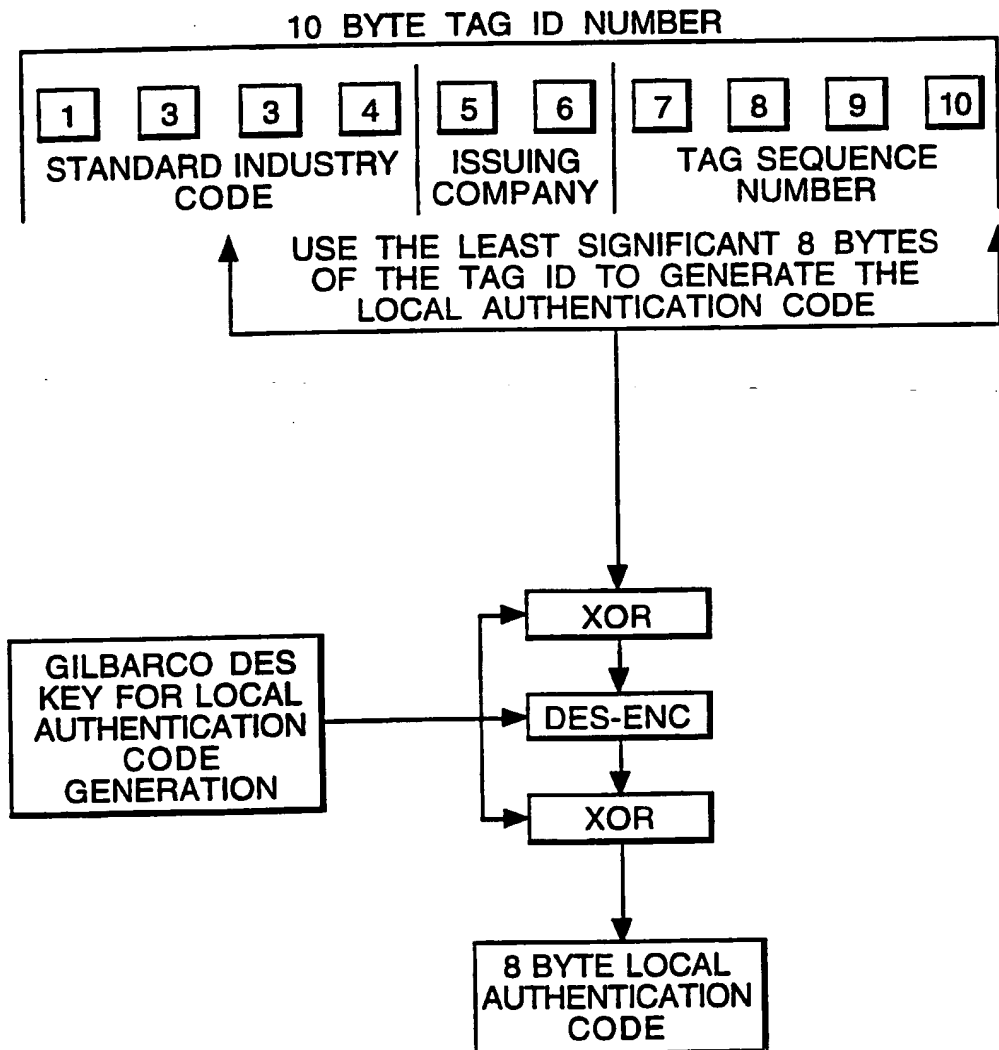 10 BYTE TAG ID NUMBER
1 3 3 4 5 6 7 8 9 10
STANDARD INDUSTRY
CODE
ISSUING
COMPANY
TAG SEQUENCE
NUMBER
USE THE LEAST SIGNIFICANT 8 BYTES
OF THE TAG ID TO GENERATE THE
LOCAL AUTHENTICATION CODE
XOR
GILBARCO DES
KEY FOR LOCAL
AUTHENTICATION
CODE
GENERATION
DES-ENC
XOR
8 BYTE LOCAL
AUTHENTICATION
CODE